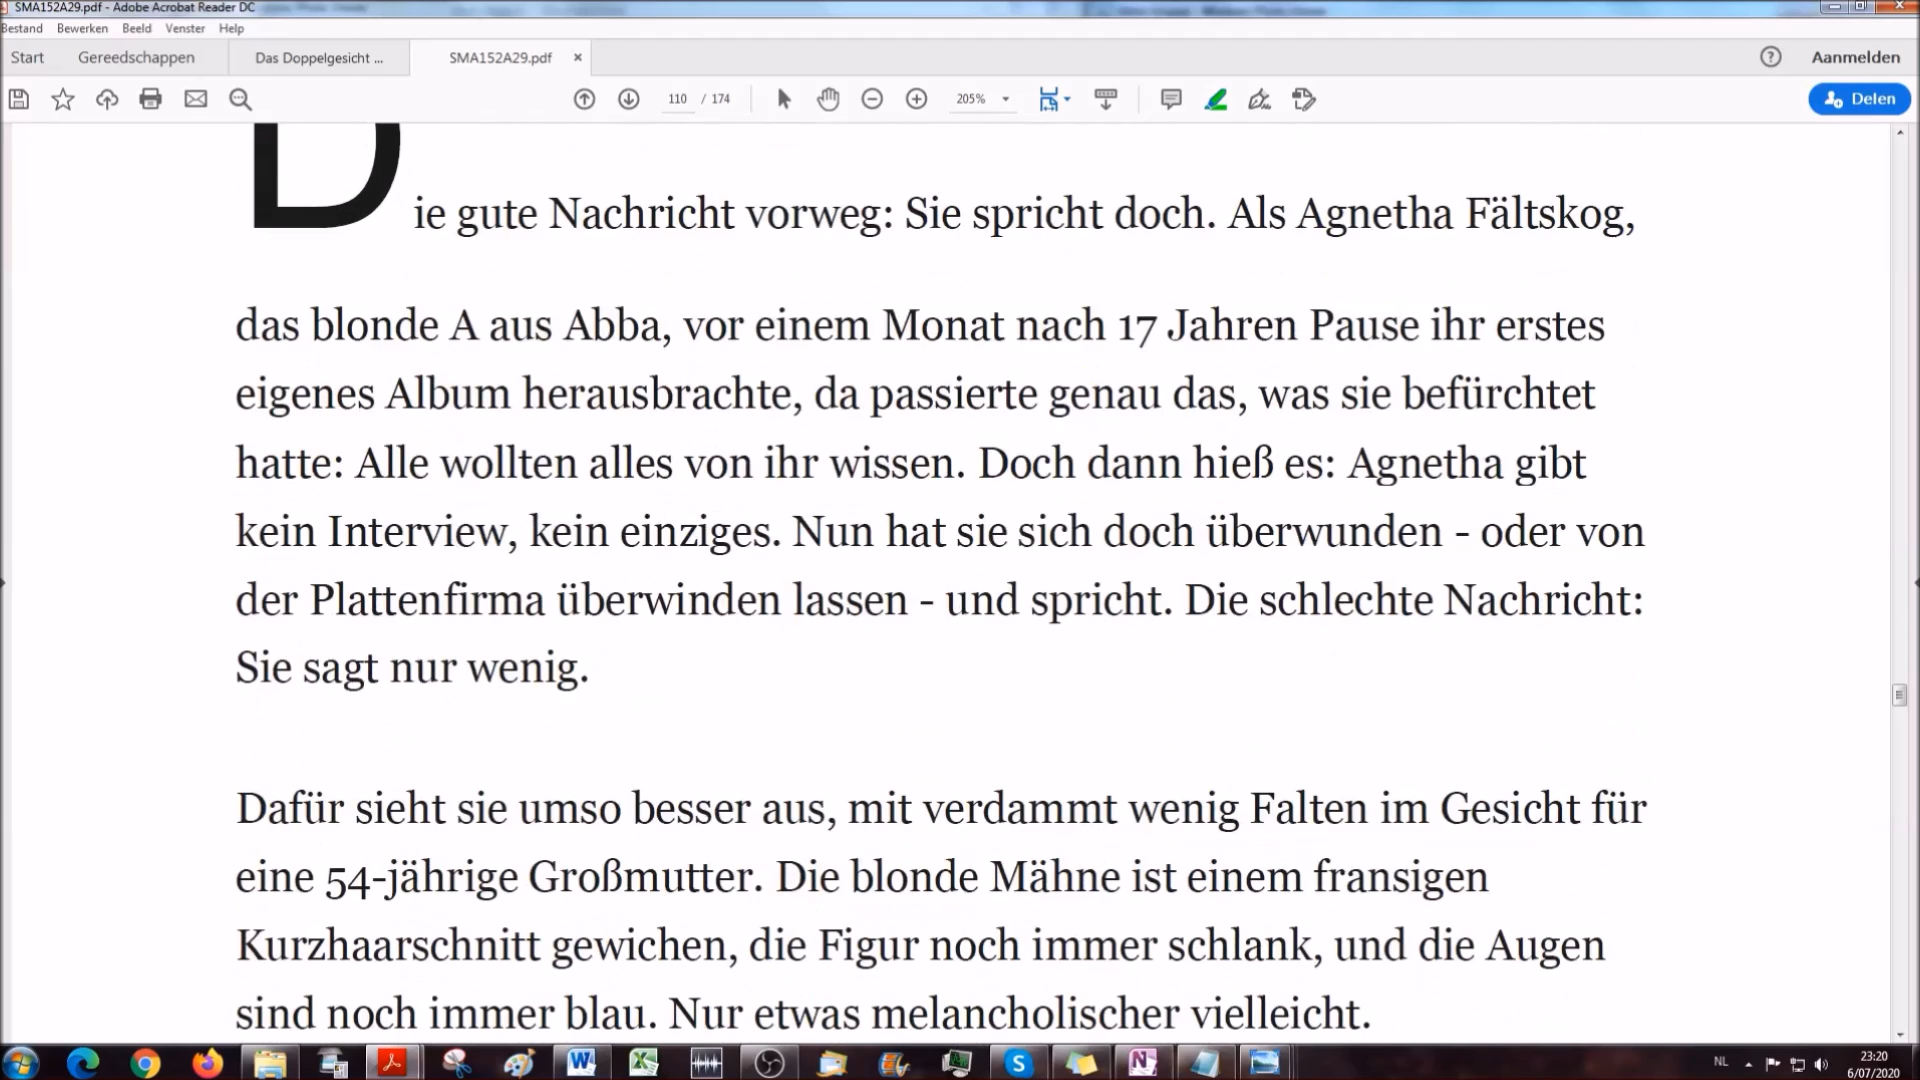 SMA152A29.pdf - Adobe Acrobat Reader DC
Bestand Bewerken Beeld Venster Help
Start Gereedschappen Das Doppelgesicht ... SMA152A29.pdf × Aanmelden
110 / 174 205% Delen
Die gute Nachricht vorweg: Sie spricht doch. Als Agnetha Fältskog,
das blonde A aus Abba, vor einem Monat nach 17 Jahren Pause ihr erstes
eigenes Album herausbrachte, da passierte genau das, was sie befürchtet
hatte: Alle wollten alles von ihr wissen. Doch dann hieß es: Agnetha gibt
kein Interview, kein einziges. Nun hat sie sich doch überwunden - oder von
der Plattenfirma überwinden lassen - und spricht. Die schlechte Nachricht:
Sie sagt nur wenig.
Dafür sieht sie umso besser aus, mit verdammt wenig Falten im Gesicht für
eine 54-jährige Großmutter. Die blonde Mähne ist einem fransigen
Kurzhaarschnitt gewichen, die Figur noch immer schlank, und die Augen
sind noch immer blau. Nur etwas melancholischer vielleicht.
NL 23:20
6/07/2020